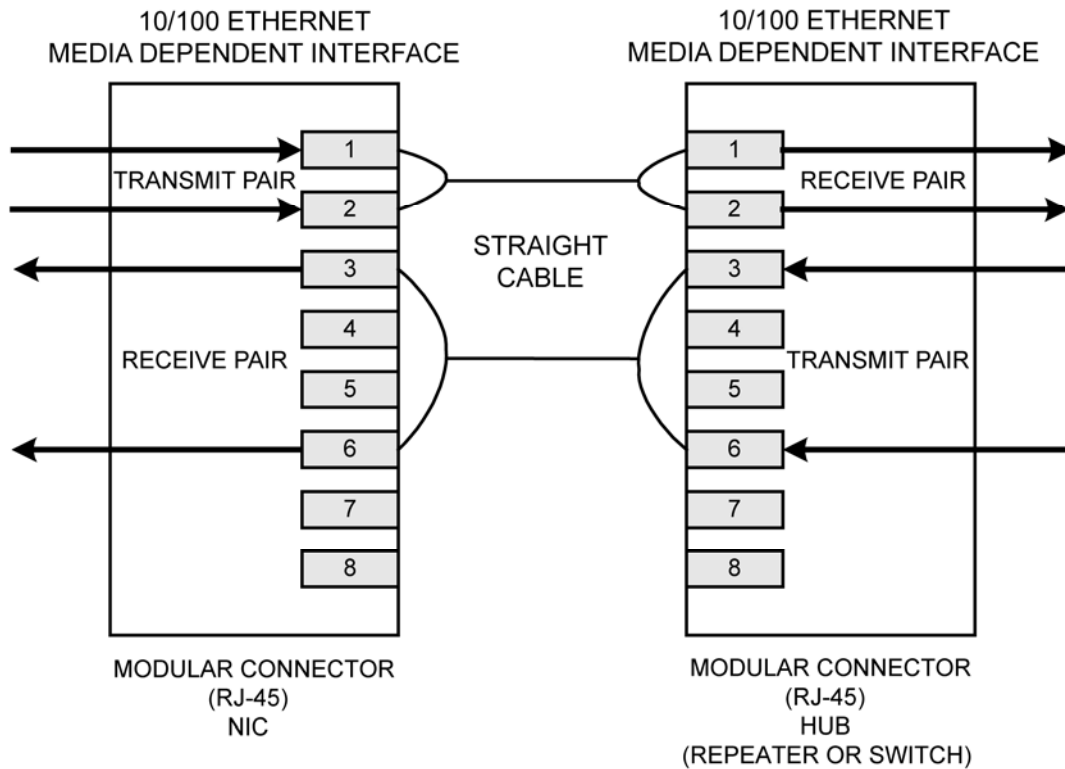 10/100 ETHERNET
MEDIA DEPENDENT INTERFACE
10/100 ETHERNET
MEDIA DEPENDENT INTERFACE
1
TRANSMIT PAIR
2
3
4
RECEIVE PAIR
5
6
7
8
STRAIGHT
CABLE
1
RECEIVE PAIR
2
3
4
TRANSMIT PAIR
5
6
7
8
MODULAR CONNECTOR
(RJ-45)
NIC
MODULAR CONNECTOR
(RJ-45)
HUB
(REPEATER OR SWITCH)